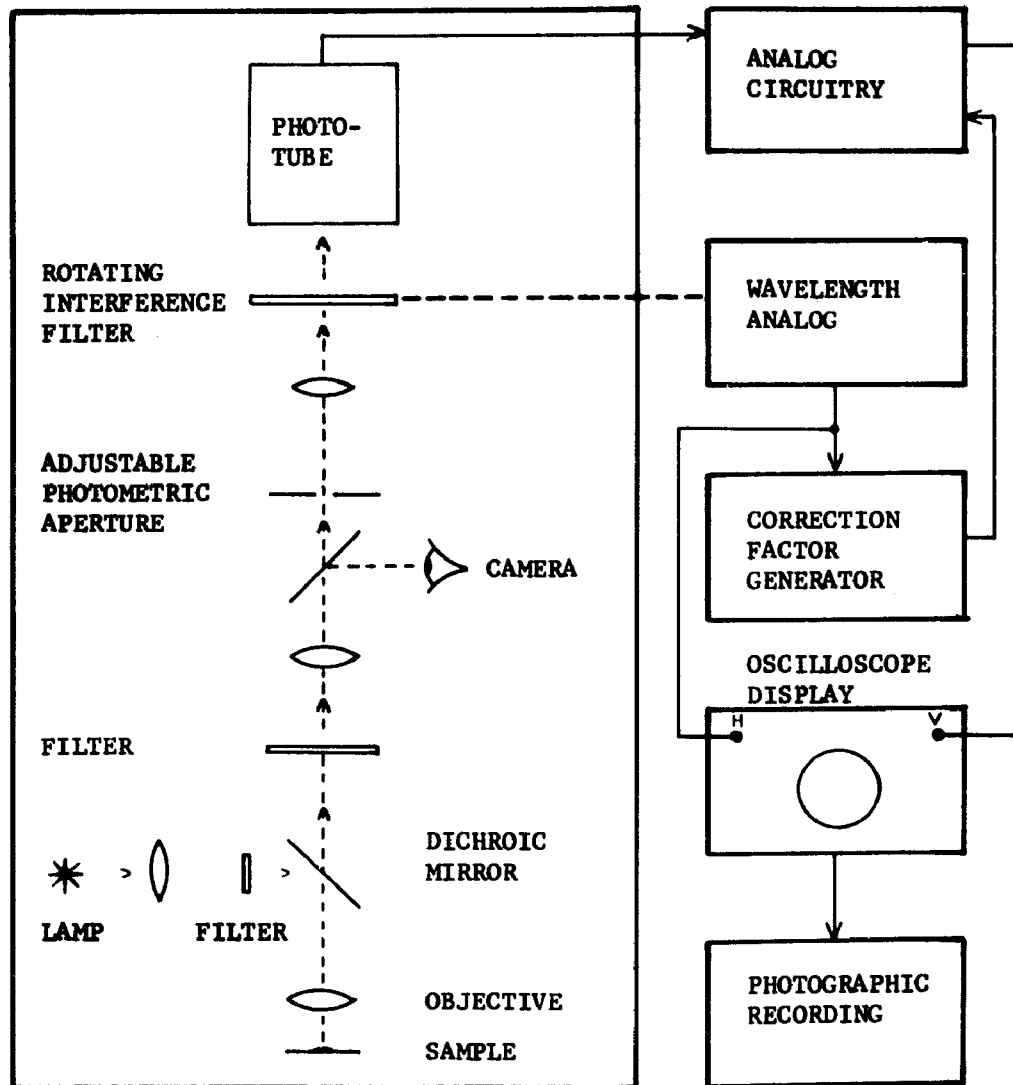 PHOTO-
TUBE
ANALOG
CIRCUITRY
ROTATING
INTERFERENCE
FILTER
WAVELENGTH
ANALOG
ADJUSTABLE
PHOTOMETRIC
APERTURE
CAMERA
CORRECTION
FACTOR
GENERATOR
OSCILLOSCOPE
DISPLAY
H
V
FILTER
DICHROIC
MIRROR
LAMP
FILTER
OBJECTIVE
SAMPLE
PHOTOGRAPHIC
RECORDING